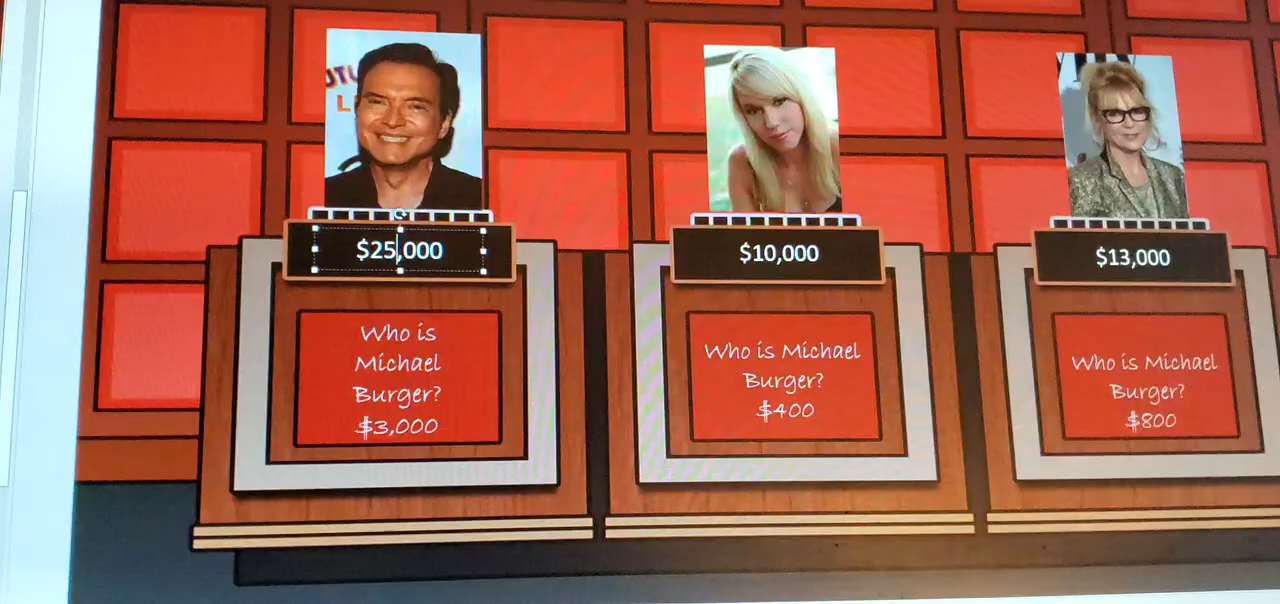 $25,000
Who is
Michael
Burger?
$3,000
$10,000
Who is Michael
Burger?
$400
$13,000
Who is Michael
Burger?
$800